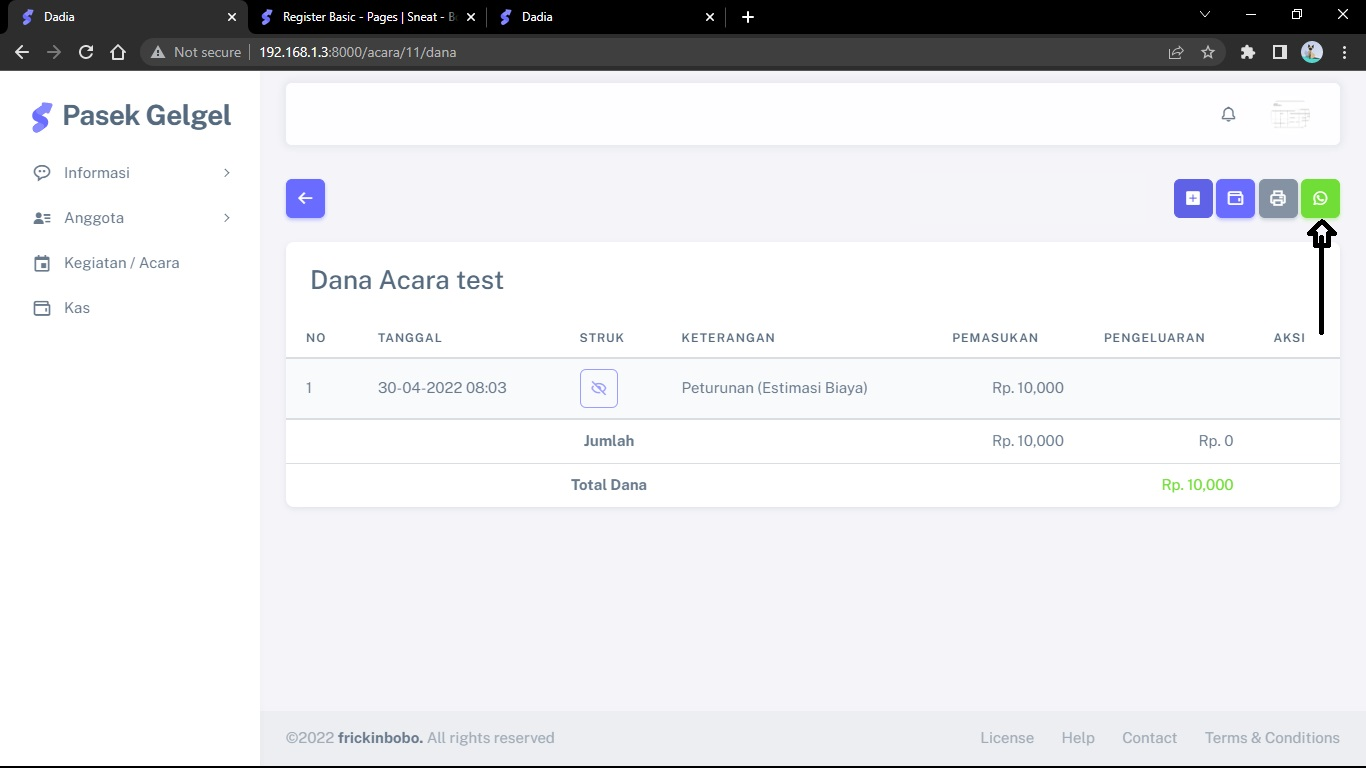 Dadia
Register Basic - Pages | Sneat - B
Dadia
Not secure
192.168.1.3:8000/acara/11/dana
Pasek Gelgel
Informasi
Anggota
Kegiatan / Acara
Kas
Dana Acara test
NO TANGGAL STRUK KETERANGAN PEMASUKAN PENGELUARAN AKSI
1 30-04-2022 08:03 Peturunan (Estimasi Biaya) Rp. 10,000
Jumlah Rp. 10,000 Rp. 0
Total Dana Rp. 10,000
©2022 frickinbobo. All rights reserved
License Help Contact Terms & Conditions